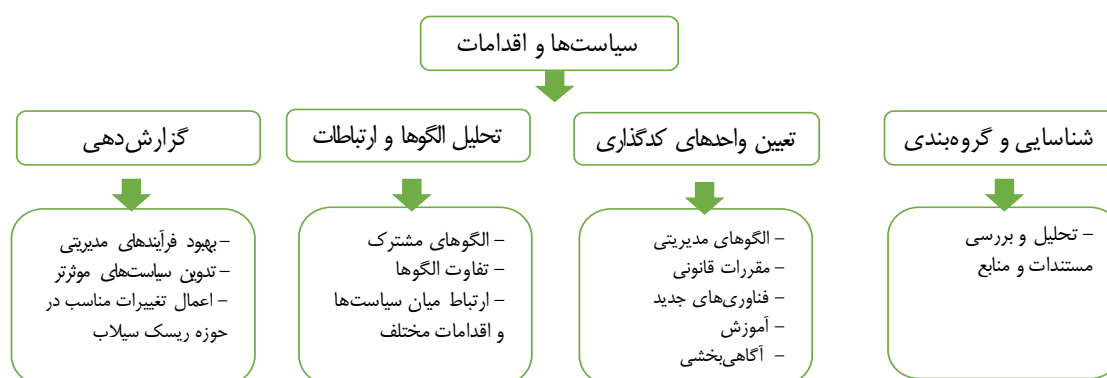 سیاست‌ها و اقدامات
شناسایی و گروه‌بندی
تعیین واحدهای کدگذاری
تحلیل الگوها و ارتباطات
گزارش‌دهی
– تحلیل و بررسی
مستندات و منابع
– الگوهای مدیریتی
– مقررات قانونی
– فناوری‌های جدید
– آموزش
– آگاهی‌بخشی
– الگوهای مشترک
– تفاوت الگوها
– ارتباط میان سیاست‌ها
و اقدامات مختلف
– بهبود فرآیندهای مدیریتی
– تدوین سیاست‌های موثرتر
– اعمال تغییرات مناسب در
حوزه ریسک سیلاب